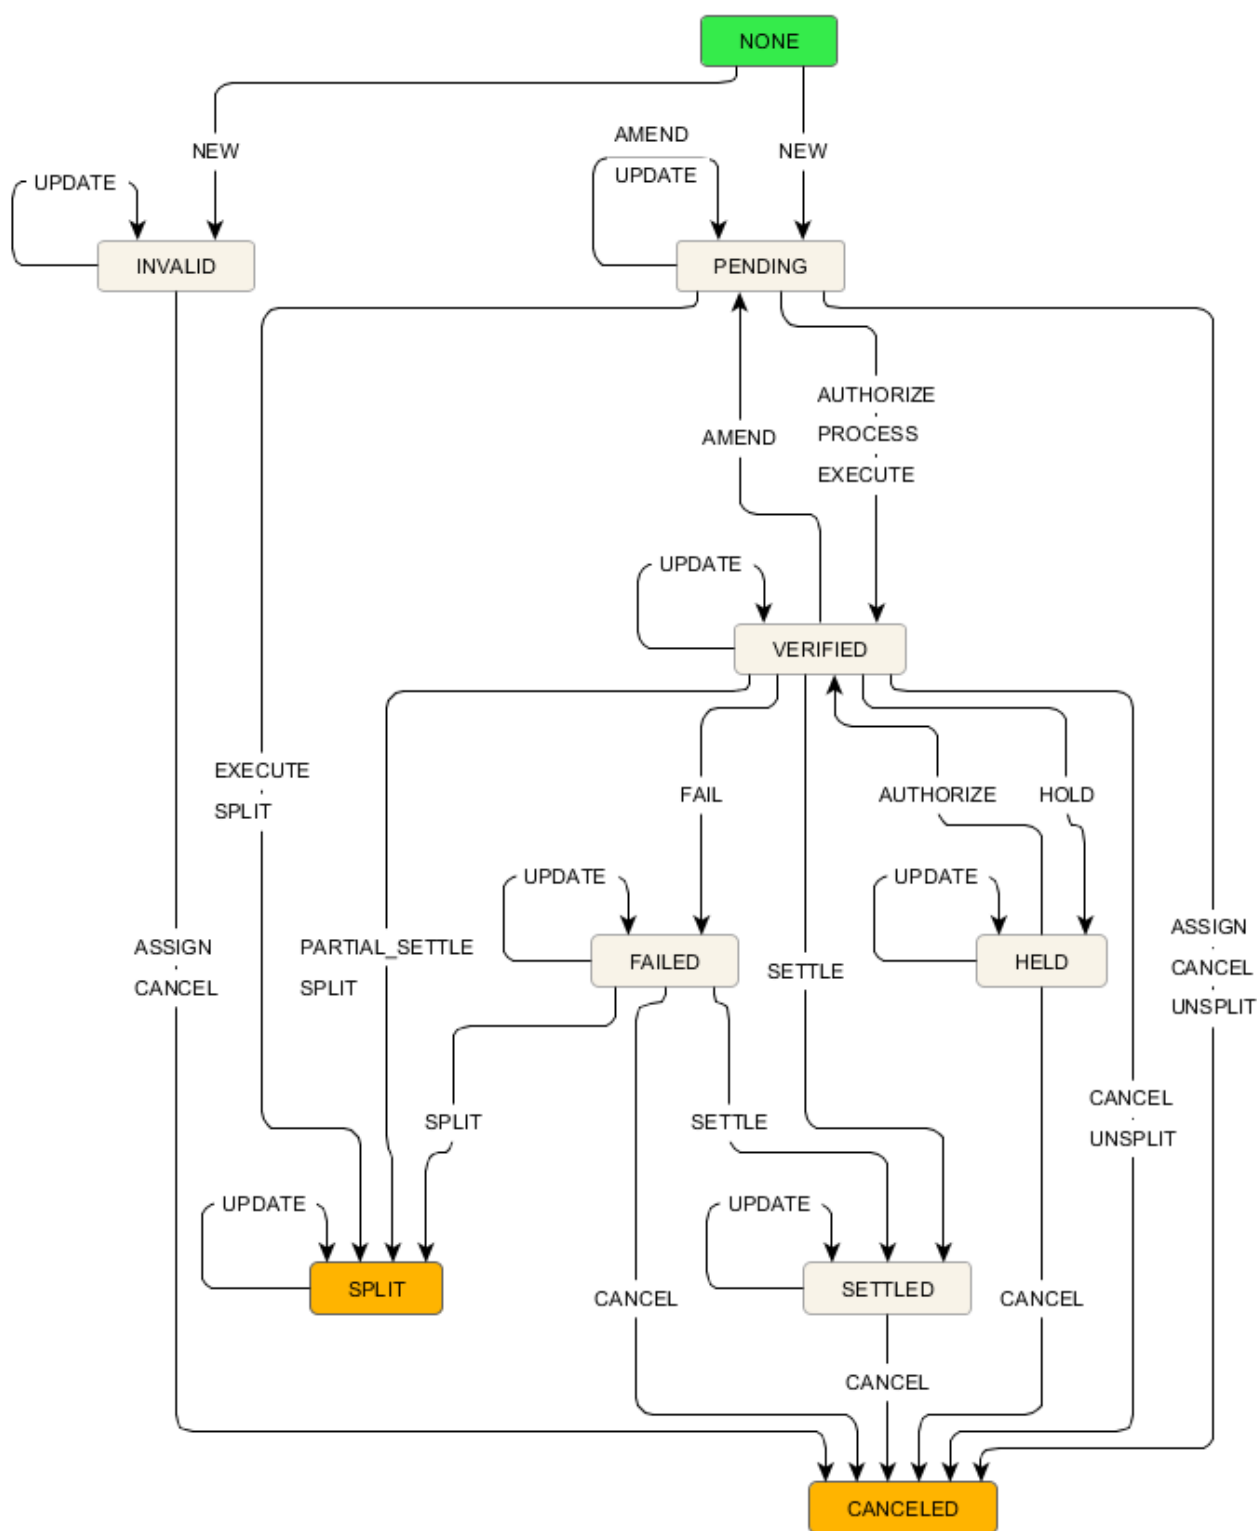 NONE
NEW
AMEND
NEW
UPDATE
UPDATE
INVALID
PENDING
AUTHORIZE
AMEND
PROCESS
EXECUTE
UPDATE
VERIFIED
EXECUTE
SPLIT
FAIL
AUTHORIZE
HOLD
UPDATE
UPDATE
ASSIGN
CANCEL
PARTIAL_SETTLE
SPLIT
FAILED
SETTLE
HELD
ASSIGN
CANCEL
UNSPLIT
SPLIT
SETTLE
CANCEL
UNSPLIT
UPDATE
UPDATE
SPLIT
CANCEL
SETTLED
CANCEL
CANCEL
CANCELED